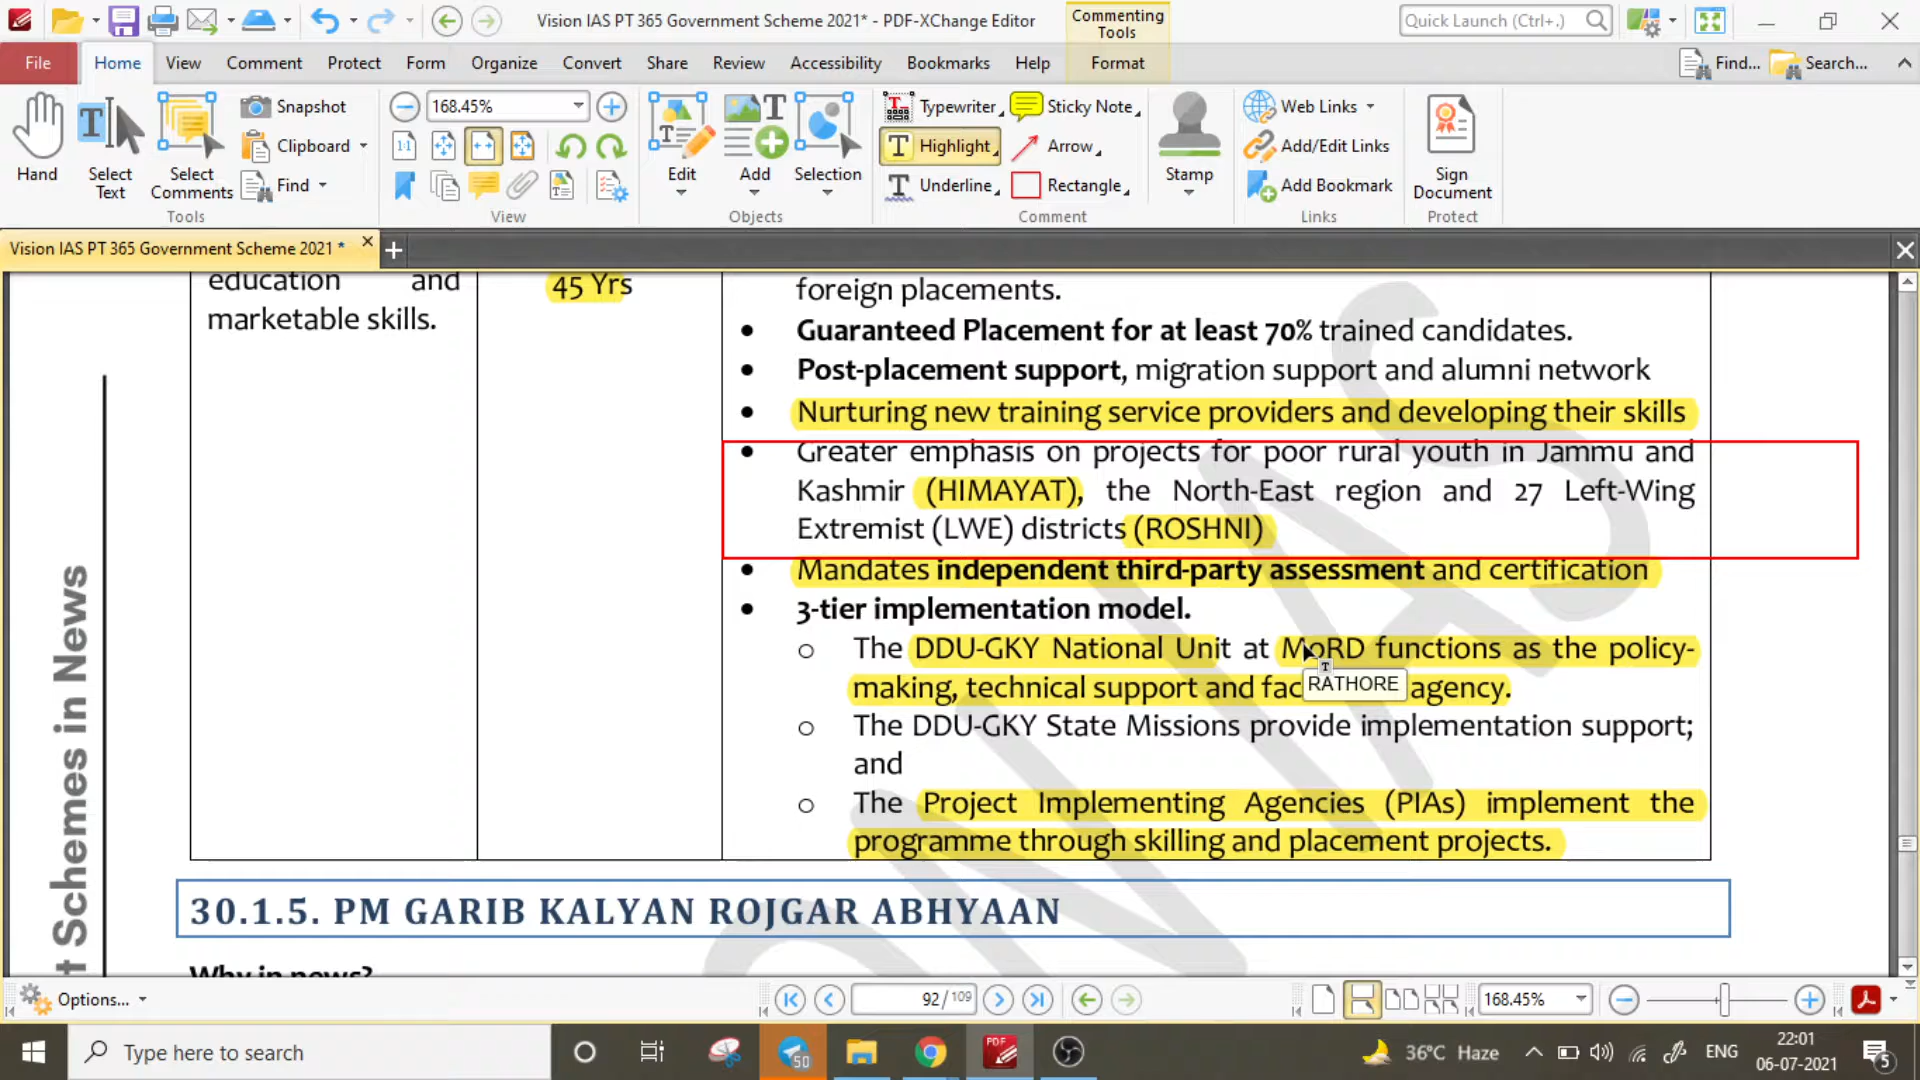 Vision IAS PT 365 Government Scheme 2021* - PDF-XChange Editor
Commenting Tools
Quick Launch (Ctrl+,)
File Home View Comment Protect Form Organize Convert Share Review Accessibility Bookmarks Help Format Find... Search...
Hand
Select Text
Select Comments
Snapshot
Clipboard
Find
Tools
168.45%
View
Edit
Add
Selection
Objects
Typewriter
Sticky Note
Highlight
Arrow
Underline
Rectangle
Stamp
Comment
Web Links
Add/Edit Links
Add Bookmark
Links
Sign Document
Protect
Vision IAS PT 365 Government Scheme 2021 *
education and
marketable skills.
45 Yrs
foreign placements.
• Guaranteed Placement for at least 70% trained candidates.
• Post-placement support, migration support and alumni network
• Nurturing new training service providers and developing their skills
• Greater emphasis on projects for poor rural youth in Jammu and
Kashmir (HIMAYAT), the North-East region and 27 Left-Wing
Extremist (LWE) districts (ROSHNI)
• Mandates independent third-party assessment and certification
• 3-tier implementation model.
o The DDU-GKY National Unit at MoRD functions as the policy-
making, technical support and fac agency.
RATHORE
o The DDU-GKY State Missions provide implementation support;
and
o The Project Implementing Agencies (PIAs) implement the
programme through skilling and placement projects.
30.1.5. PM GARIB KALYAN ROJGAR ABHYAAN
Why in news?
t Schemes in News
Options...
92 / 109
168.45%
Type here to search
50
PDF
36°C Haze
ENG
22:01
06-07-2021
5